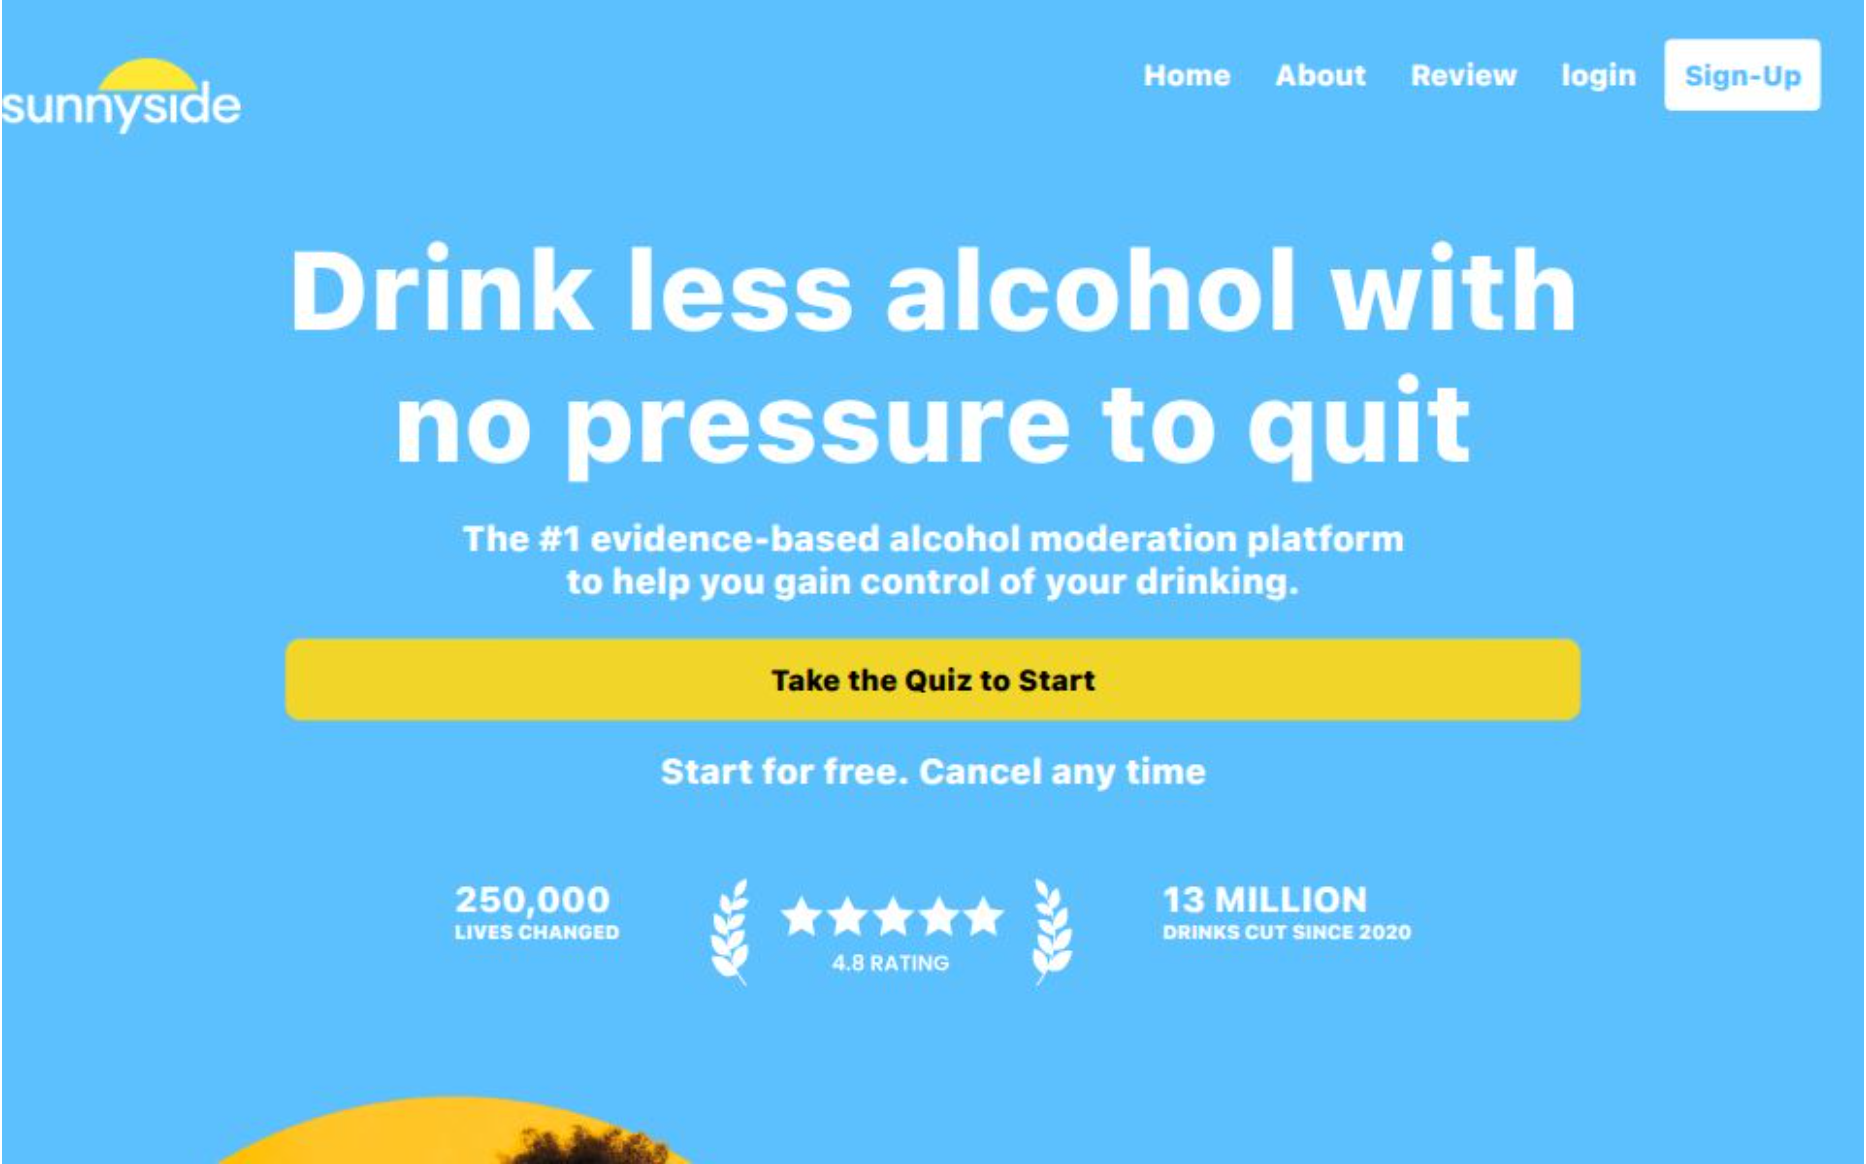 sunnyside
Home About Review login Sign-Up
Drink less alcohol with
no pressure to quit
The #1 evidence-based alcohol moderation platform
to help you gain control of your drinking.
Take the Quiz to Start
Start for free. Cancel any time
250,000
LIVES CHANGED
4.8 RATING
13 MILLION
DRINKS CUT SINCE 2020